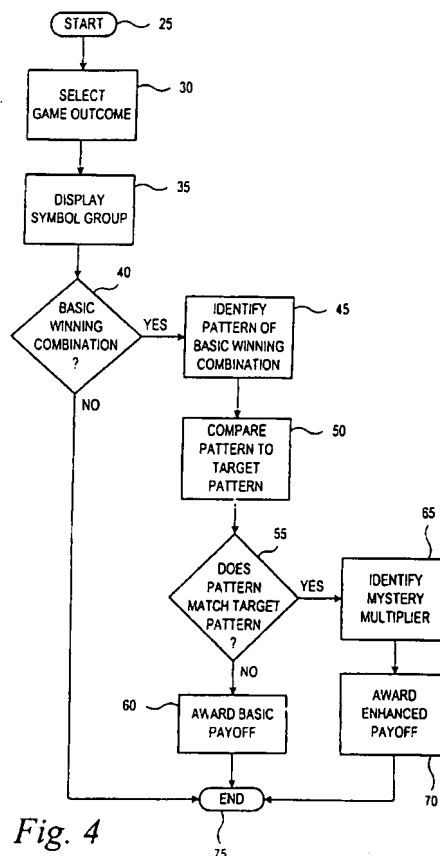 START
25
SELECT
GAME OUTCOME
30
DISPLAY
SYMBOL GROUP
35
BASIC
WINNING
COMBINATION
?
40
YES
NO
IDENTIFY
PATTERN OF
BASIC WINNING
COMBINATION
45
COMPARE
PATTERN TO
TARGET
PATTERN
50
DOES
PATTERN
MATCH TARGET
PATTERN
?
55
YES
NO
65
IDENTIFY
MYSTERY
MULTIPLIER
60
AWARD BASIC
PAYOFF
AWARD
ENHANCED
PAYOFF
70
END
75
Fig. 4